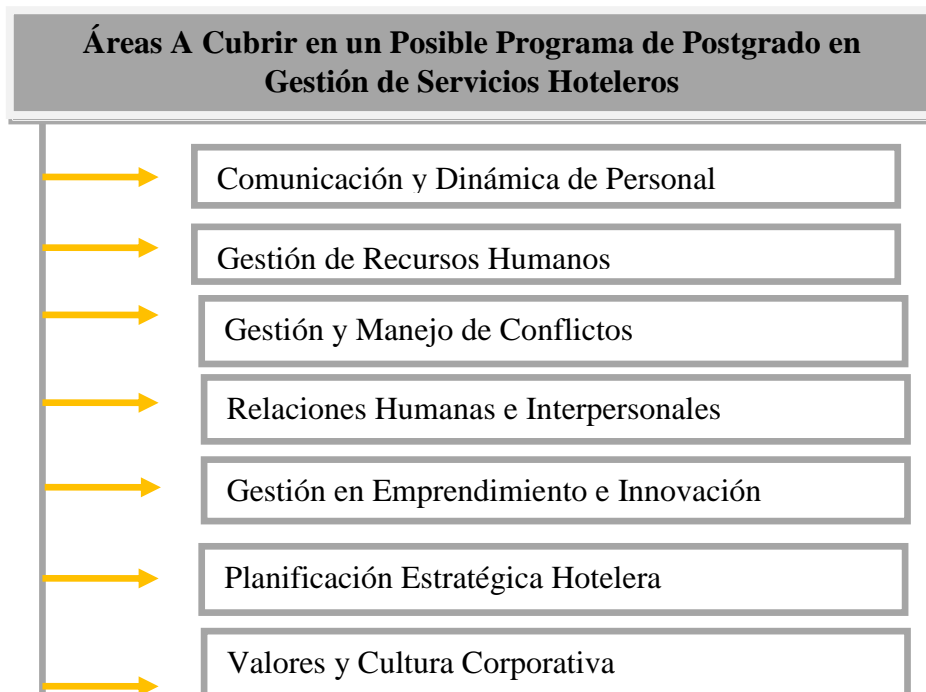 Áreas A Cubrir en un Posible Programa de Postgrado en
Gestión de Servicios Hoteleros
Comunicación y Dinámica de Personal
Gestión de Recursos Humanos
Gestión y Manejo de Conflictos
Relaciones Humanas e Interpersonales
Gestión en Emprendimiento e Innovación
Planificación Estratégica Hotelera
Valores y Cultura Corporativa